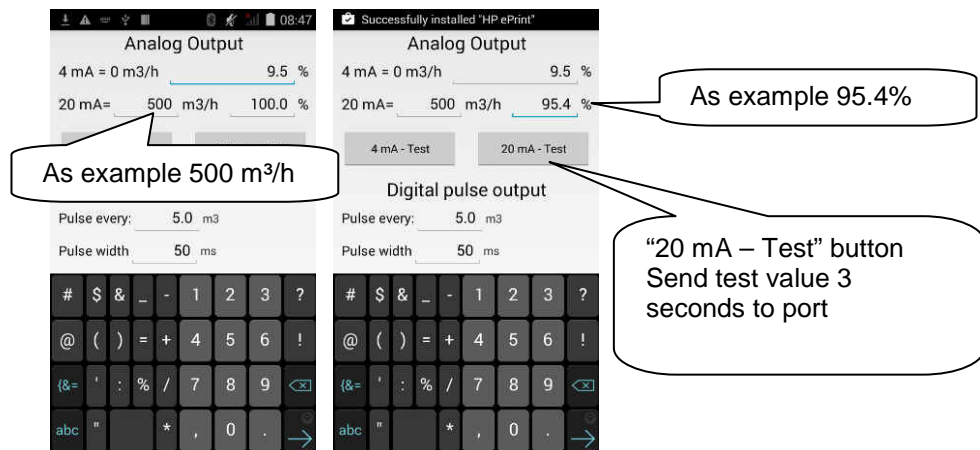 08:47
Analog Output
4 mA = 0 m3/h 9.5 %
20 mA= 500 m3/h 100.0 %
As example 500 m³/h
Pulse every: 5.0 m3
Pulse width 50 ms
# $ & _ - 1 2 3 ?
@ ( ) = + 4 5 6 !
{&= ' : % / 7 8 9
abc " * , 0 .
Successfully installed "HP ePrint"
Analog Output
4 mA = 0 m3/h 9.5 %
20 mA= 500 m3/h 95.4 %
4 mA - Test 20 mA - Test
Digital pulse output
Pulse every: 5.0 m3
Pulse width 50 ms
# $ & _ - 1 2 3 ?
@ ( ) = + 4 5 6 !
{&= ' : % / 7 8 9
abc " * , 0 .
As example 95.4%
“20 mA – Test” button
Send test value 3
seconds to port